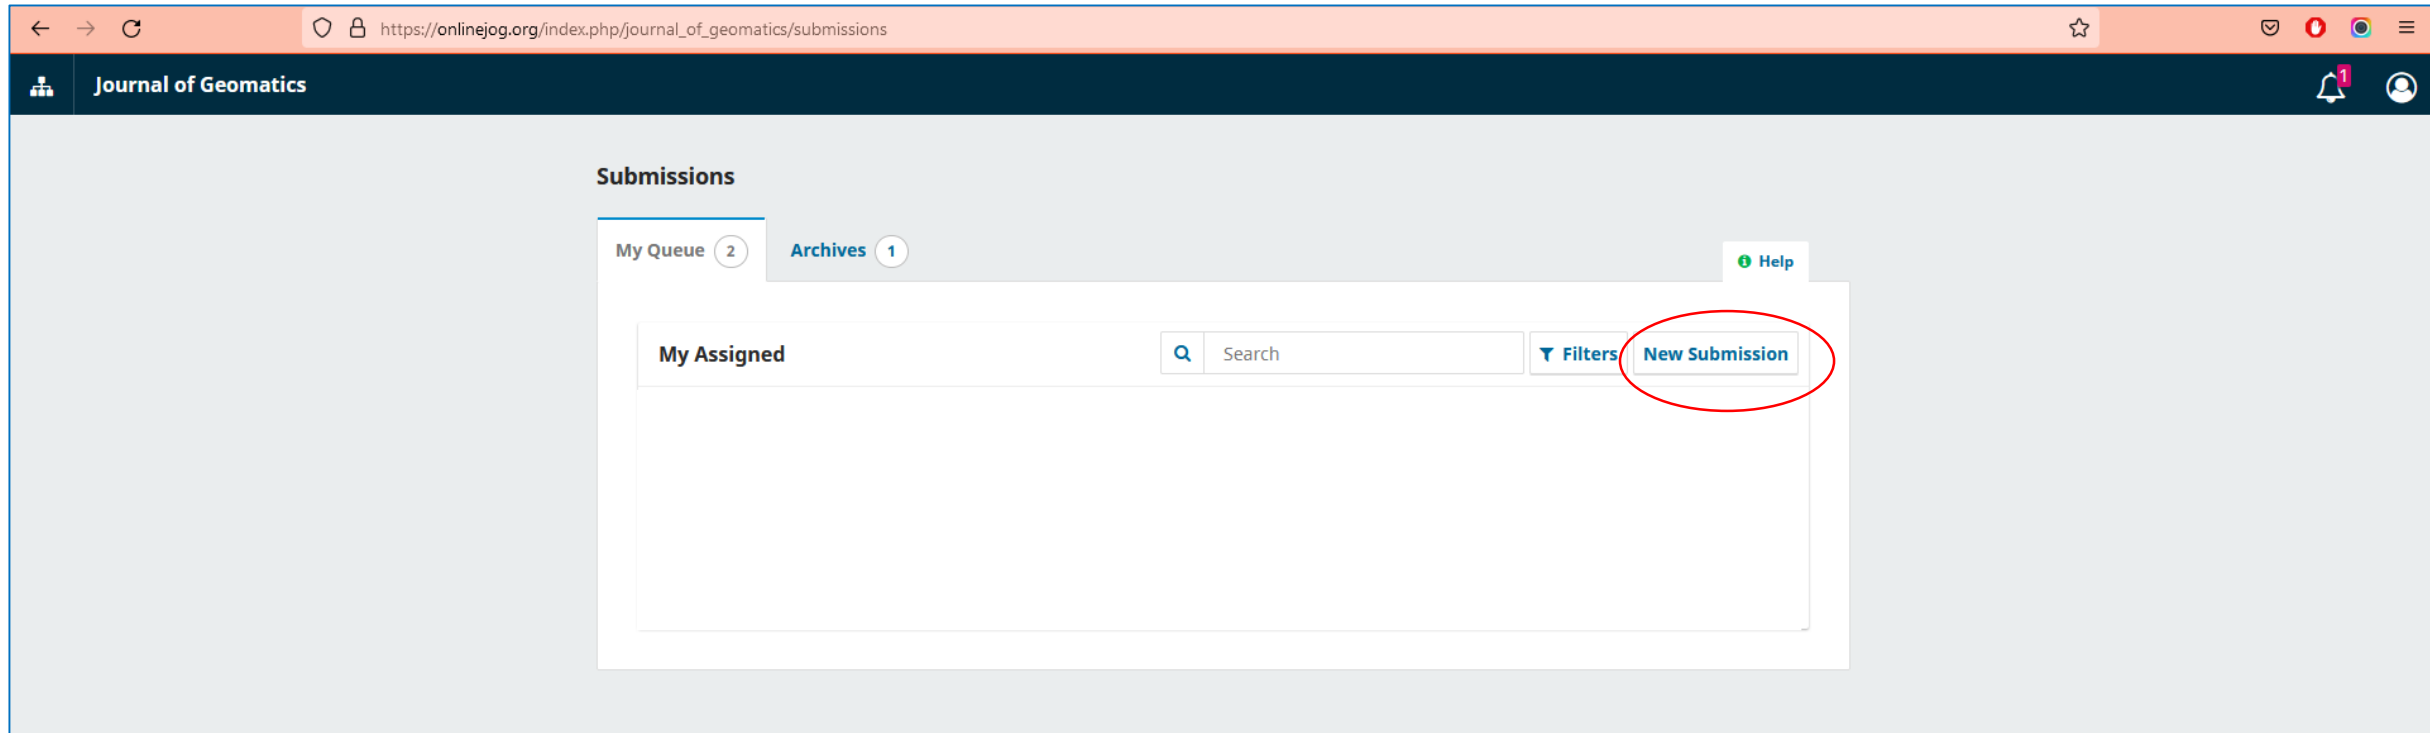 https://onlinejog.org/index.php/journal_of_geomatics/submissions
Journal of Geomatics
1
Submissions
My Queue 2 Archives 1
Help
My Assigned Search Filters New Submission